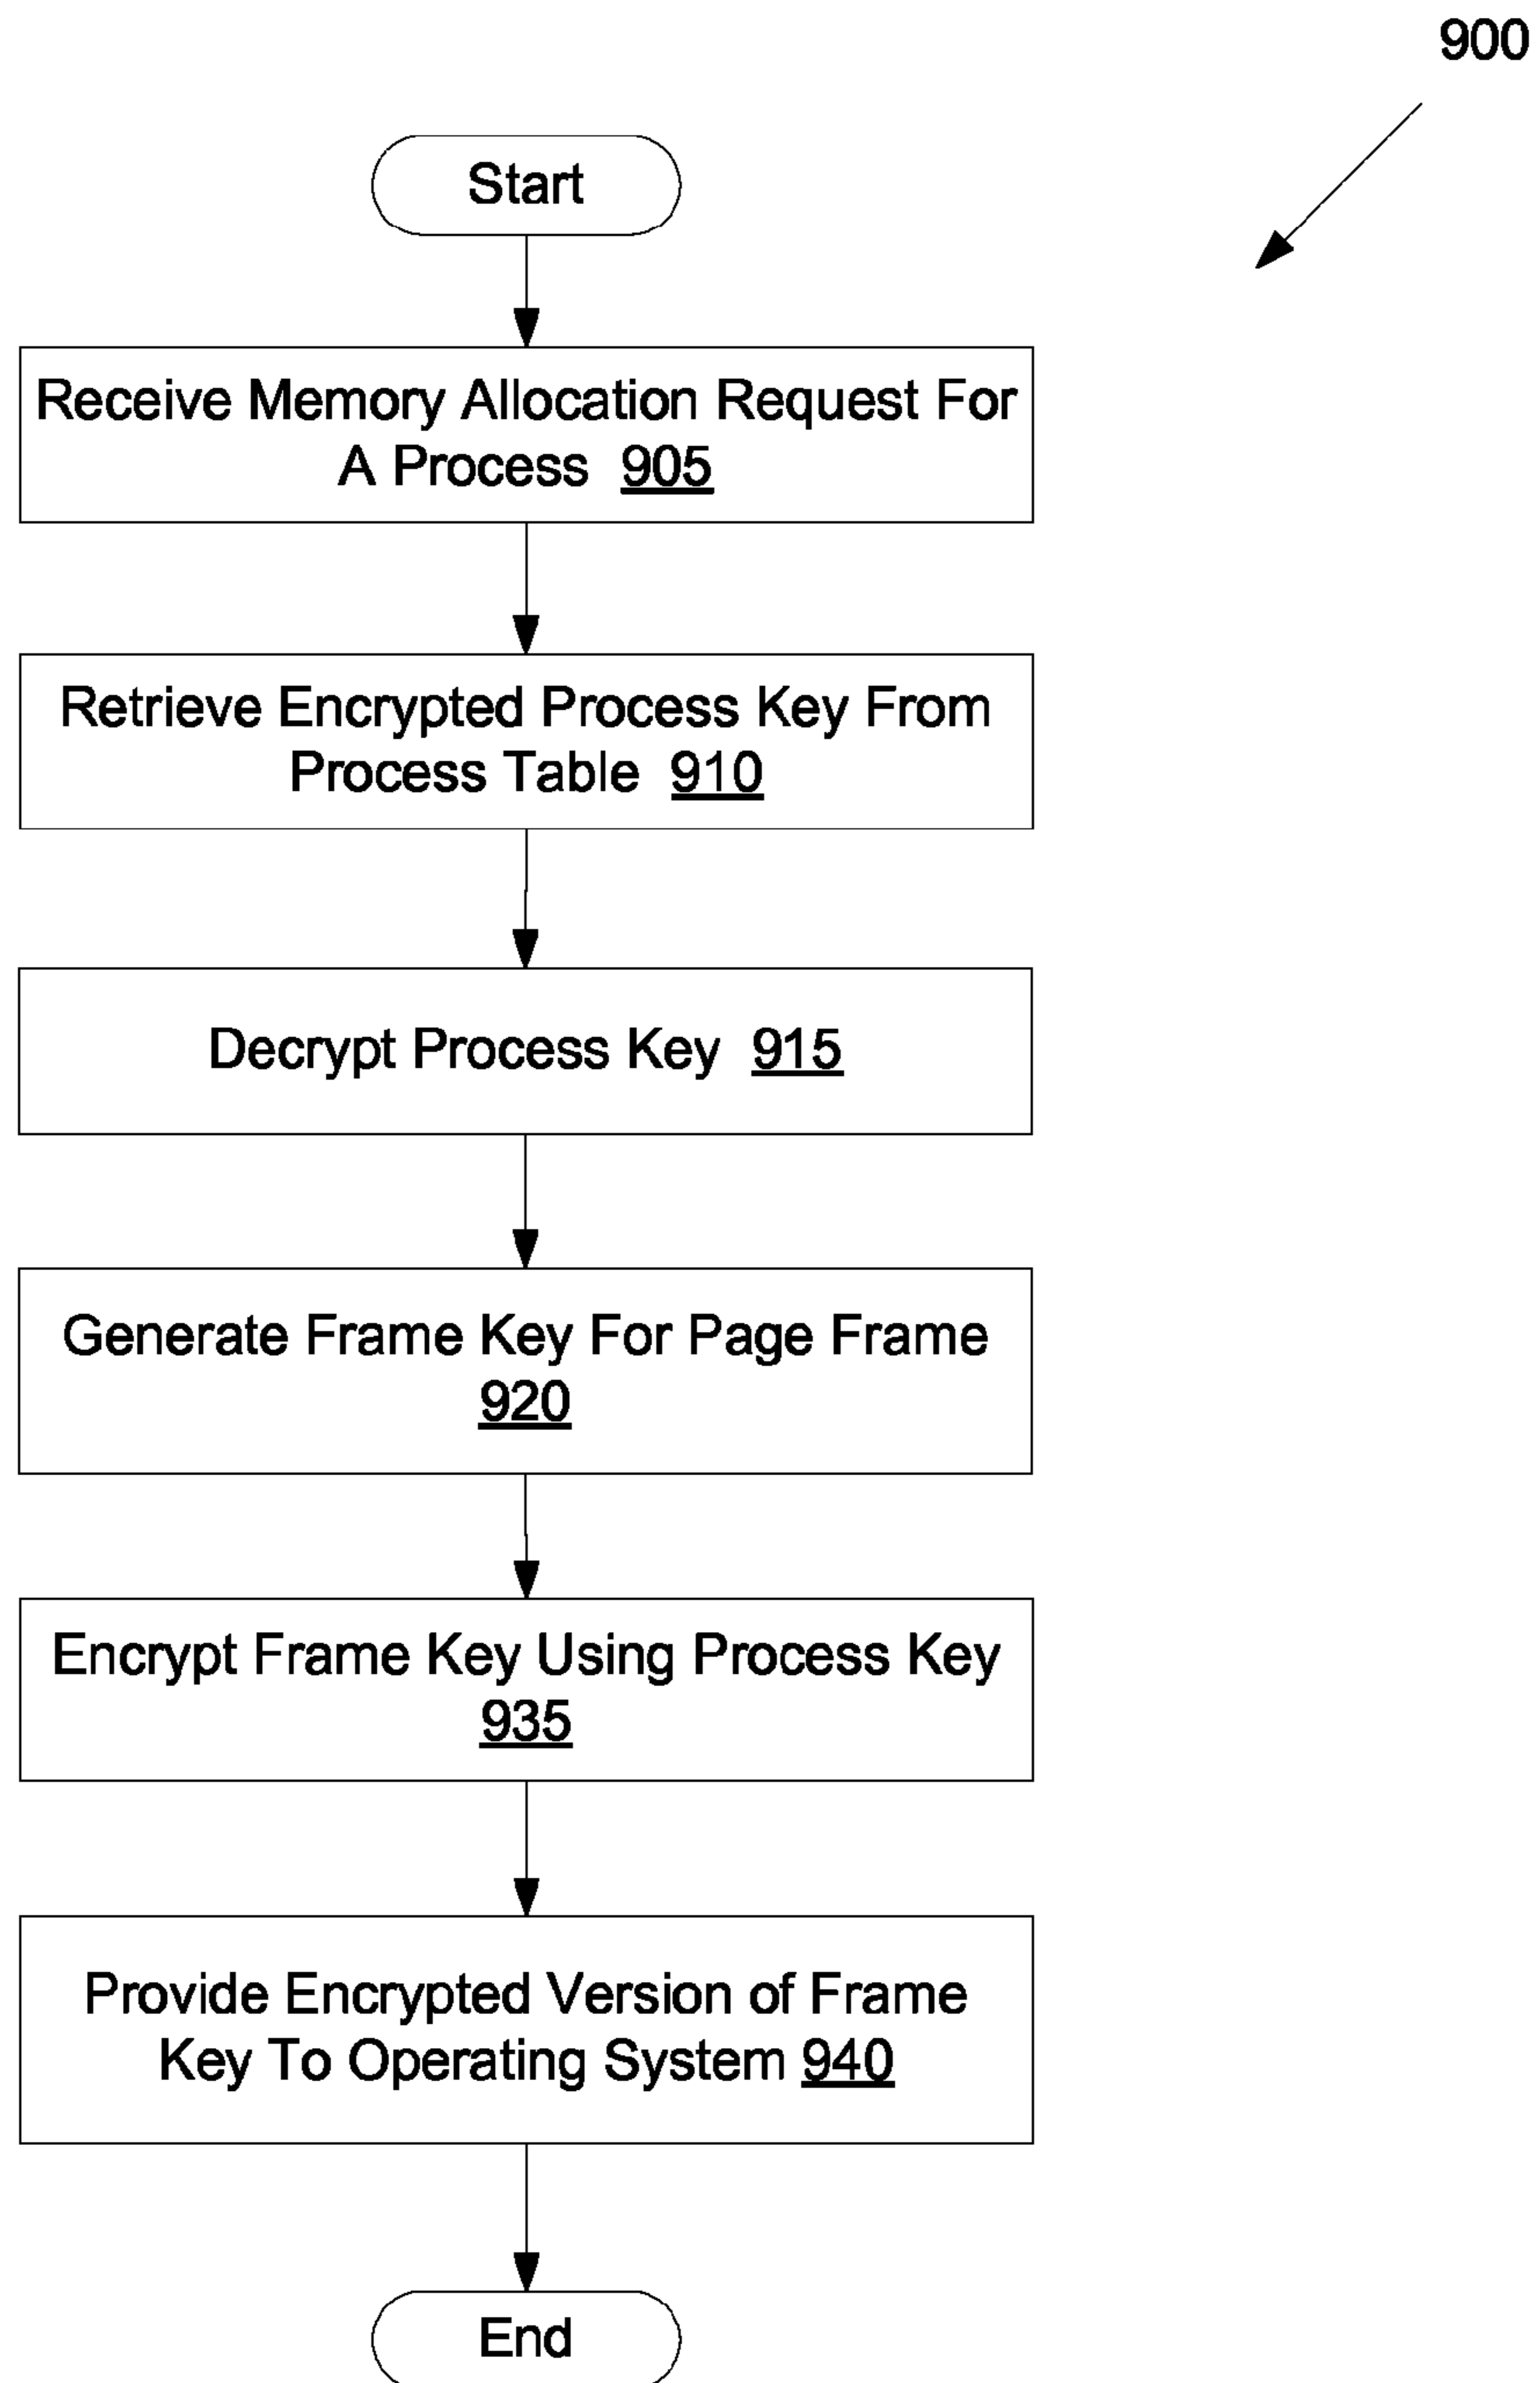 900
Start
Receive Memory Allocation Request For
A Process 905
Retrieve Encrypted Process Key From
Process Table 910
Decrypt Process Key 915
Generate Frame Key For Page Frame
920
Encrypt Frame Key Using Process Key
935
Provide Encrypted Version of Frame
Key To Operating System 940
End